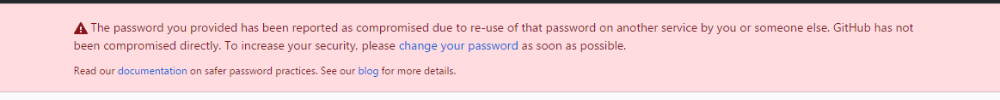 The password you provided has been reported as compromised due to re-use of that password on another service by you or someone else. GitHub has not
been compromised directly. To increase your security, please change your password as soon as possible.
Read our documentation on safer password practices. See our blog for more details.